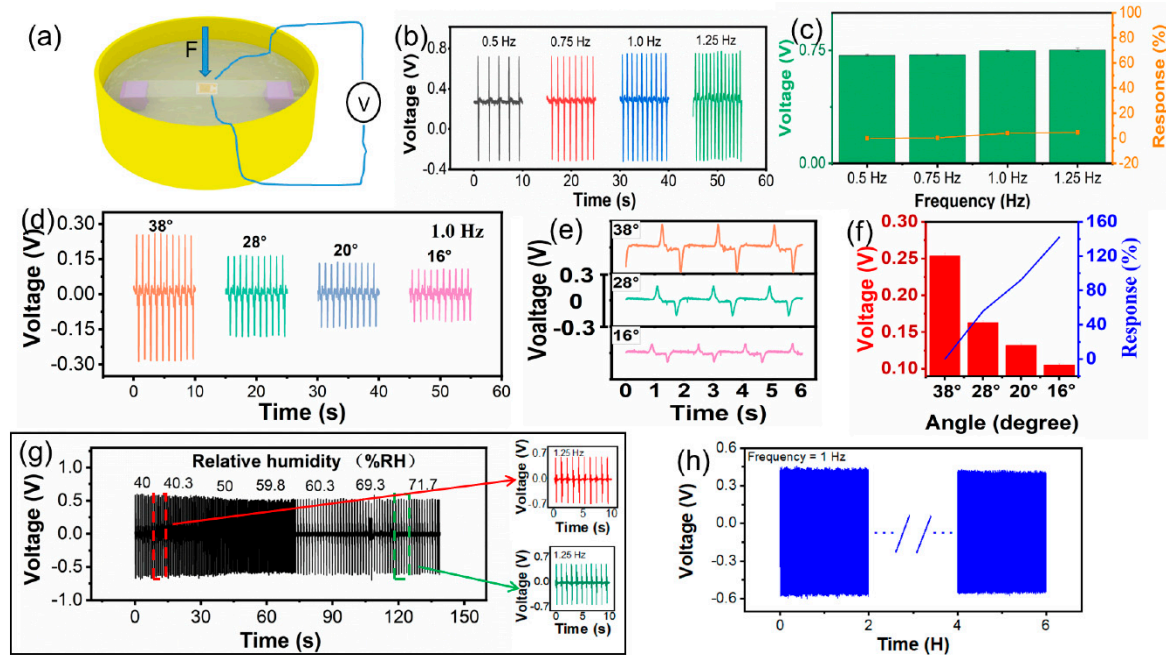 (a)
F
V
(b)
Voltage (V)
0.8
0.4
0.0
-0.4
0.5 Hz
0.75 Hz
1.0 Hz
1.25 Hz
0
10
20
30
40
50
60
Time (s)
(c)
Voltage (V)
0.75
0.00
100
80
60
40
20
0
-20
Response (%)
0.5 Hz
0.75 Hz
1.0 Hz
1.25 Hz
Frequency (Hz)
(d)
Voltage (V)
0.30
0.15
0.00
-0.15
-0.30
38°
28°
20°
16°
1.0 Hz
0
10
20
30
40
50
60
Time (s)
(e)
Voaltage (V)
0.3
0
-0.3
38°
28°
16°
0
1
2
3
4
5
6
Time (s)
(f)
Voltage (V)
0.30
0.25
0.20
0.15
0.10
160
120
80
40
0
Response (%)
38°
28°
20°
16°
Angle (degree)
(g)
Voltage (V)
1.0
0.5
0.0
-0.5
-1.0
Relative humidity （%RH）
40
40.3
50
59.8
60.3
69.3
71.7
0
30
60
90
120
150
Time (s)
Voltage (V)
0.7
0.0
-0.7
1.25 Hz
0
5
10
Time (s)
Voltage (V)
0.7
0.0
-0.7
1.25 Hz
0
5
10
Time (s)
(h)
Voltage (V)
0.6
0.3
0.0
-0.3
-0.6
Frequency = 1 Hz
0
2
4
6
Time (H)